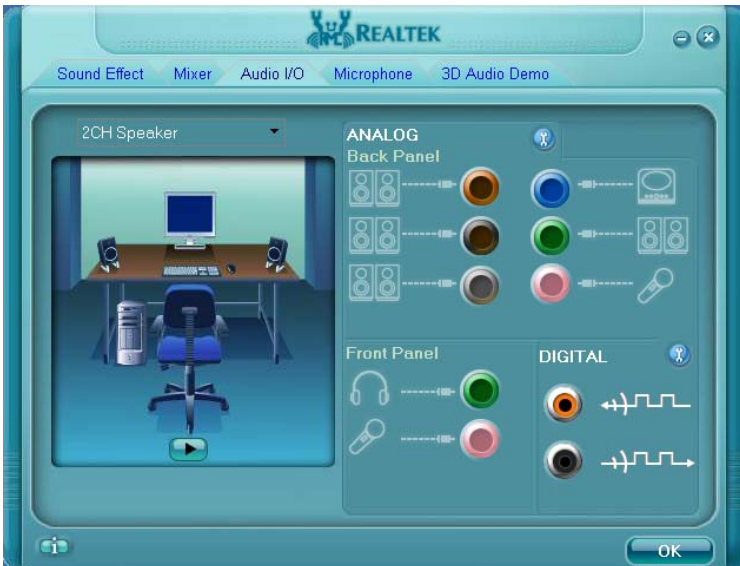 REALTEK
Sound Effect Mixer Audio I/O Microphone 3D Audio Demo
2CH Speaker
ANALOG
Back Panel
Front Panel
DIGITAL
OK